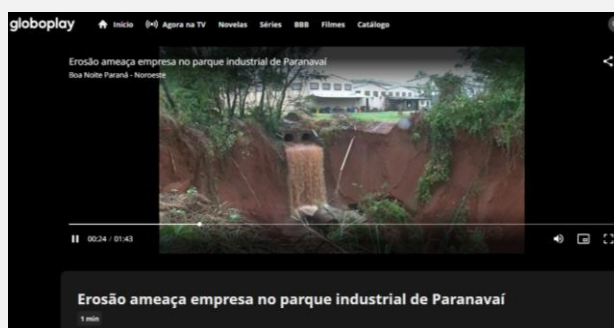 globoplay Início Agora na TV Novelas Séries BBB Filmes Catálogo
Erosão ameaça empresa no parque industrial de Paranavaí
Boa Noite Paraná - Noroeste
00:24 / 01:43
Erosão ameaça empresa no parque industrial de Paranavaí
1 min